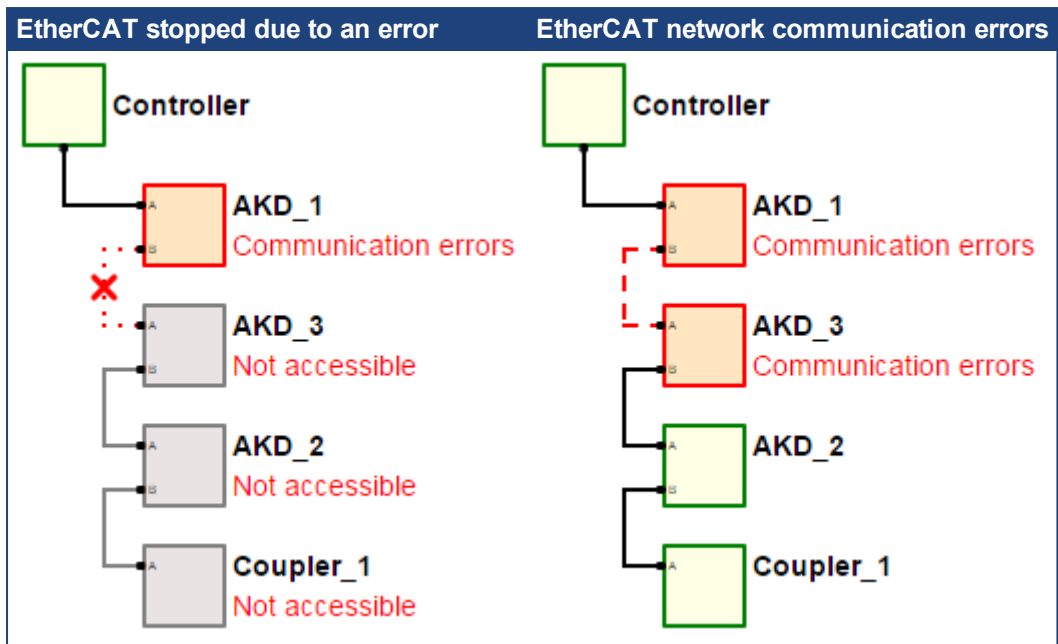 EtherCAT stopped due to an error
Controller
A
AKD_1
B
Communication errors
A
AKD_3
B
Not accessible
A
AKD_2
B
Not accessible
A
Coupler_1
Not accessible
EtherCAT network communication errors
Controller
A
AKD_1
B
Communication errors
A
AKD_3
B
Communication errors
A
AKD_2
B
A
Coupler_1